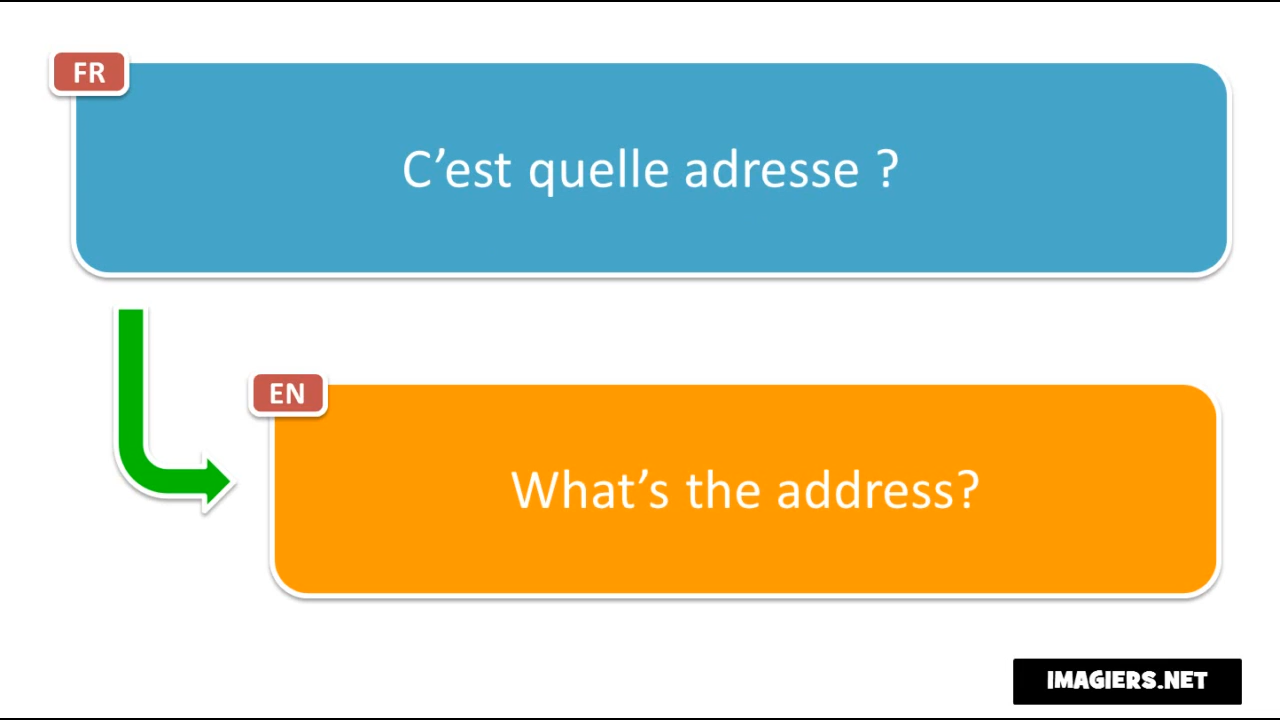 FR
C’est quelle adresse ?
EN
What’s the address?
IMAGIERS.NET